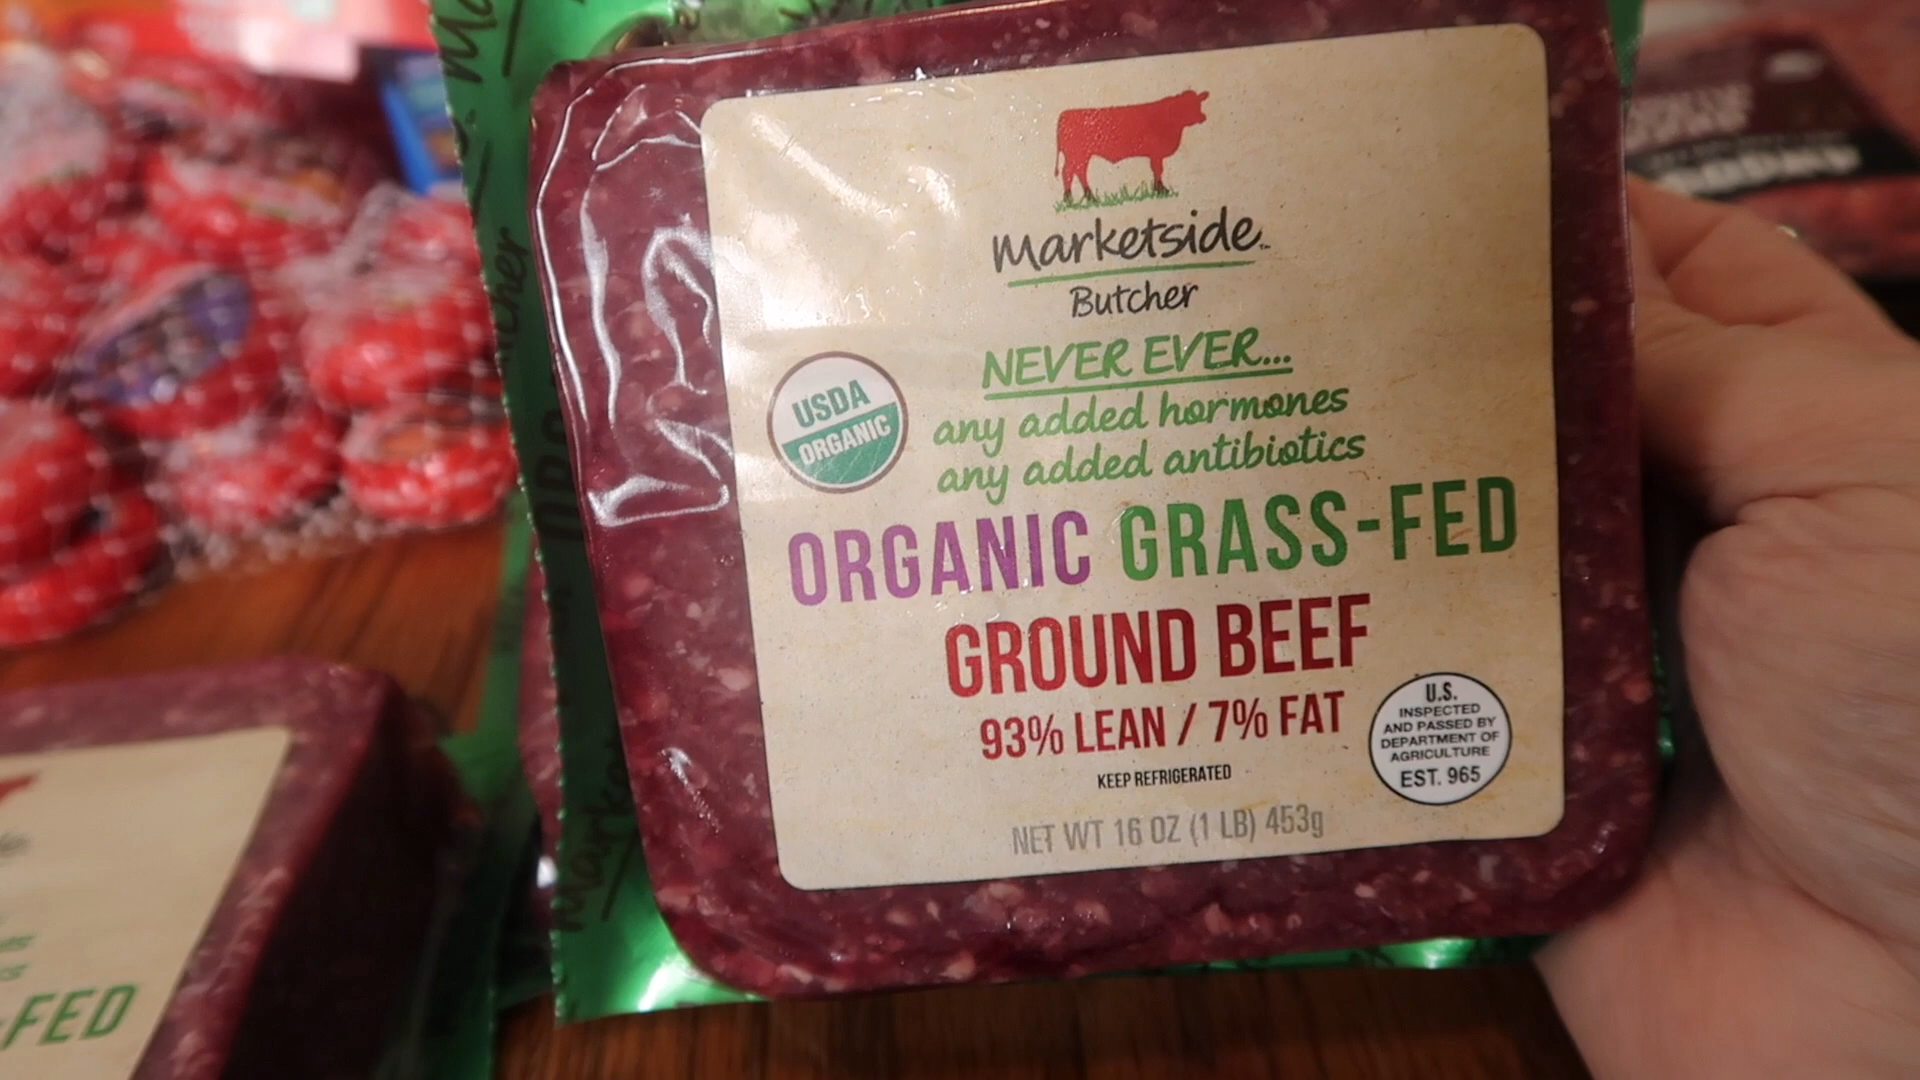 Marketside™
Butcher
NEVER EVER...
any added hormones
any added antibiotics
USDA
ORGANIC
ORGANIC GRASS-FED
GROUND BEEF
93% LEAN / 7% FAT
KEEP REFRIGERATED
NET WT 16 OZ (1 LB) 453g
U.S.
INSPECTED
AND PASSED BY
DEPARTMENT OF
AGRICULTURE
EST. 965
-FED